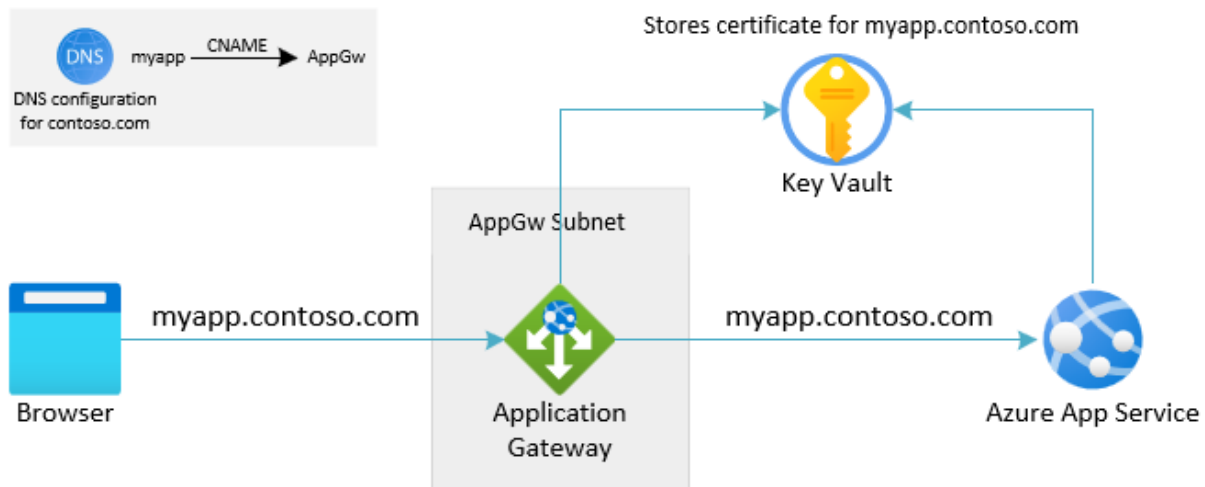 Stores certificate for myapp.contoso.com
DNS
myapp
CNAME
AppGw
DNS configuration
for contoso.com
Key Vault
AppGw Subnet
myapp.contoso.com
myapp.contoso.com
Browser
Application
Gateway
Azure App Service